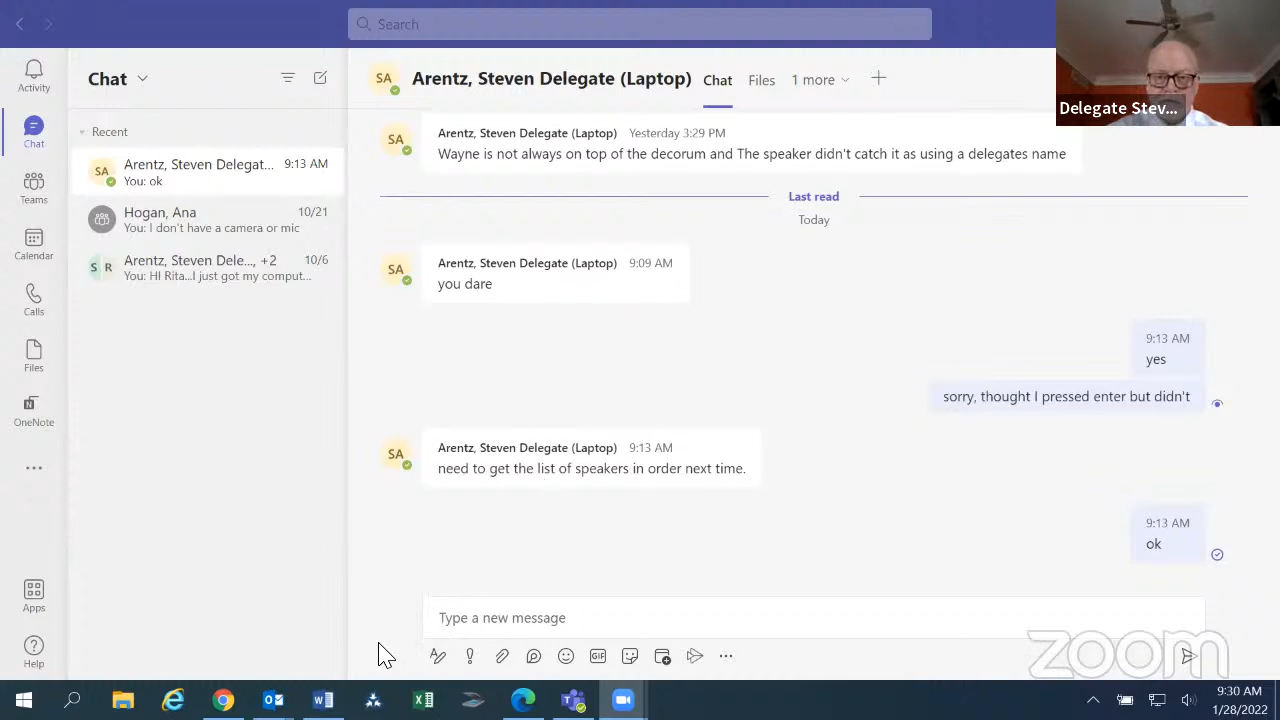 Search
Delegate Stev...
Activity
Chat
Teams
Calendar
Calls
Files
OneNote
Apps
Help
Chat
Recent
Arentz, Steven Delegat... 9:13 AM
You: ok
Hogan, Ana 10/21
You: I don't have a camera or mic
S R
Arentz, Steven Dele..., +2 10/6
You: HI Rita...I just got my comput...
SA Arentz, Steven Delegate (Laptop) Chat Files 1 more
SA
Arentz, Steven Delegate (Laptop) Yesterday 3:29 PM
Wayne is not always on top of the decorum and The speaker didn't catch it as using a delegates name
Last read
Today
SA
Arentz, Steven Delegate (Laptop) 9:09 AM
you dare
9:13 AM
yes
sorry, thought I pressed enter but didn't
SA
Arentz, Steven Delegate (Laptop) 9:13 AM
need to get the list of speakers in order next time.
9:13 AM
ok
Type a new message
GIF
zoom
9:30 AM
1/28/2022